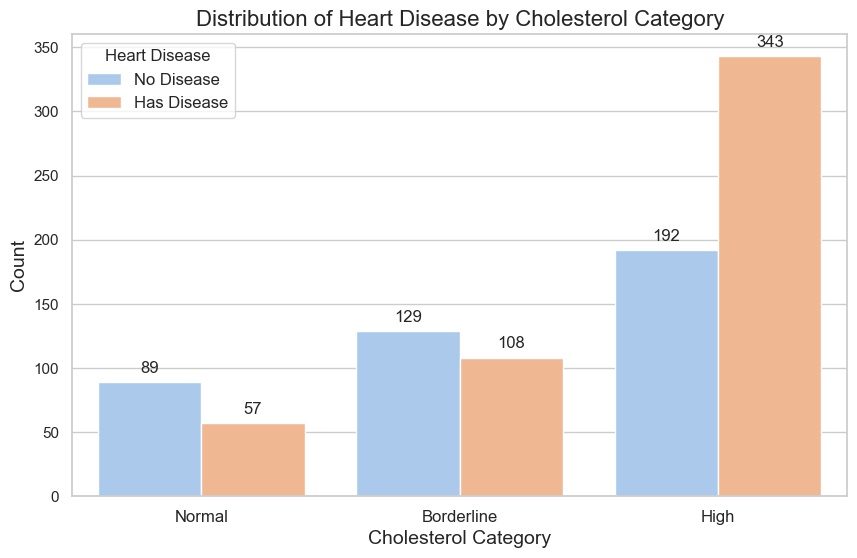 Distribution of Heart Disease by Cholesterol Category
Heart Disease
No Disease
Has Disease
350
300
250
200
150
100
50
0
Count
89
57
129
108
192
343
Normal
Borderline
High
Cholesterol Category